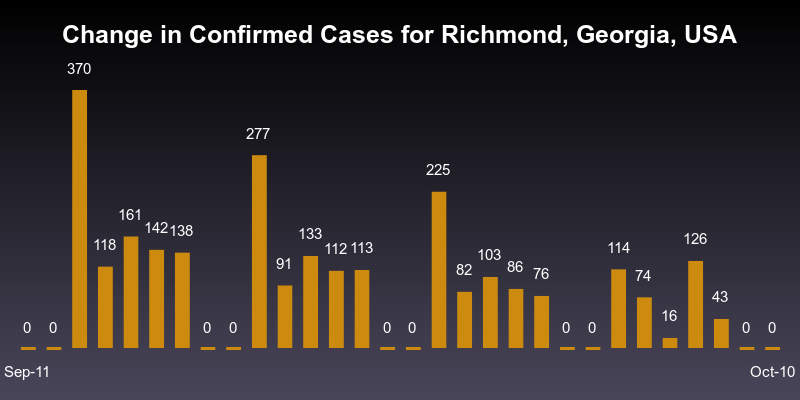 Change in Confirmed Cases for Richmond, Georgia, USA
0 0 370 118 161 142 138 0 0 277 91 133 112 113 0 0 225 82 103 86 76 0 0 114 74 16 126 43 0 0
Sep-11 Oct-10